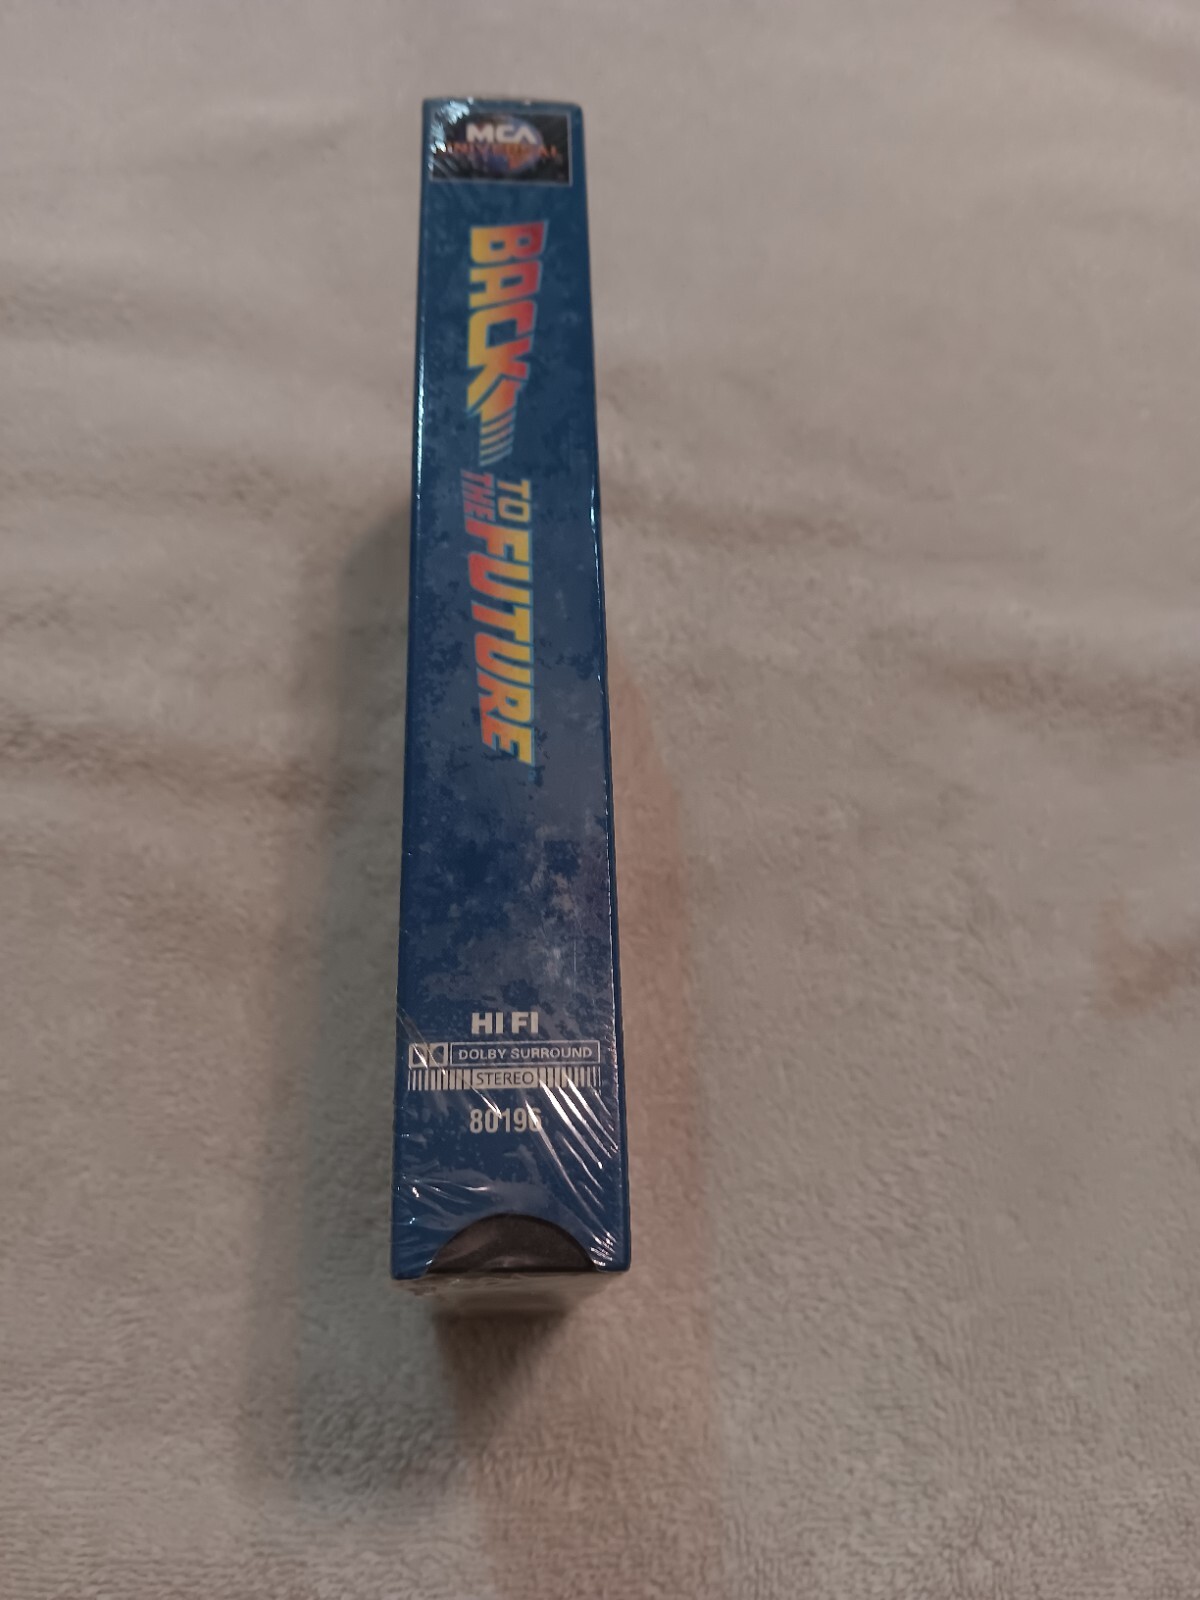 MCA
UNIVERSAL
BACK
TO
THE FUTURE
HI FI
DOLBY SURROUND
STEREO
80196